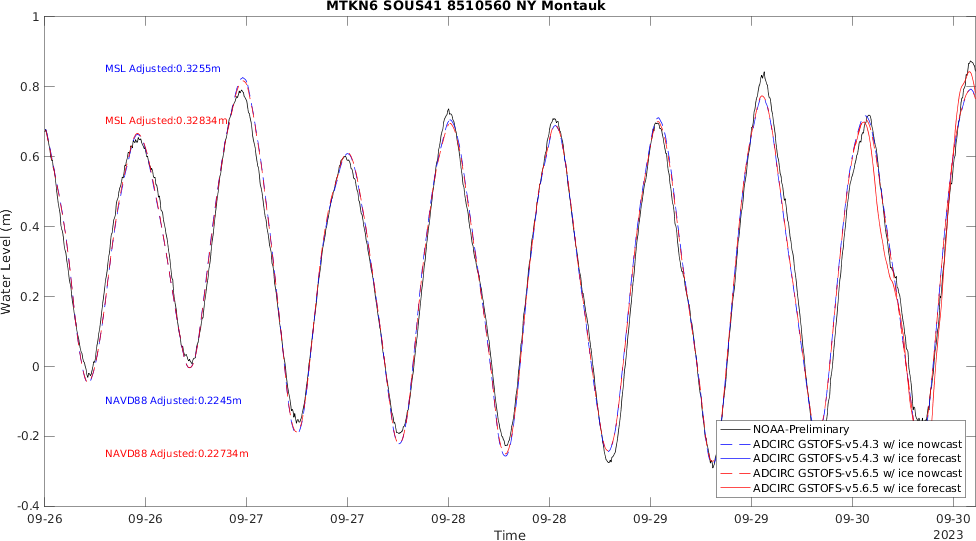 MTKN6 SOUS41 8510560 NY Montauk
1
0.8
0.6
0.4
0.2
0
-0.2
-0.4
Water Level (m)
MSL Adjusted:0.3255m
MSL Adjusted:0.32834m
NAVD88 Adjusted:0.2245m
NAVD88 Adjusted:0.22734m
NOAA-Preliminary
ADCIRC GSTOFS-v5.4.3 w/ ice nowcast
ADCIRC GSTOFS-v5.4.3 w/ ice forecast
ADCIRC GSTOFS-v5.6.5 w/ ice nowcast
ADCIRC GSTOFS-v5.6.5 w/ ice forecast
09-26 09-26 09-27 09-27 09-28 09-28 09-29 09-29 09-30 09-30
Time
2023